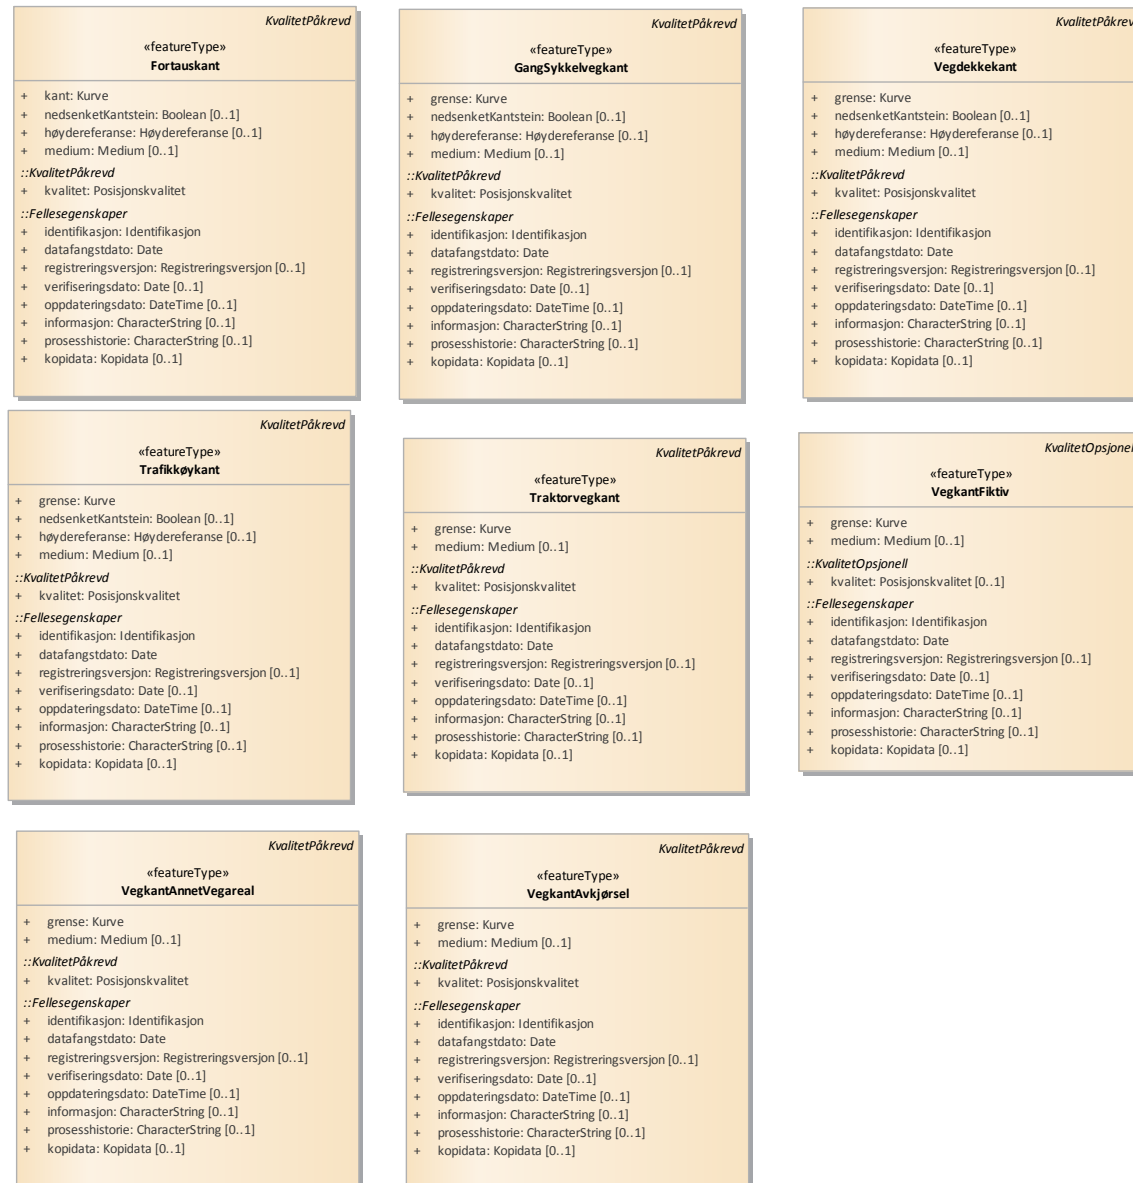 KvalitetPåkrevd
«featureType»
Fortauskant
+ kant: Kurve
+ nedsenketKantstein: Boolean [0..1]
+ høydereferanse: Høydereferanse [0..1]
+ medium: Medium [0..1]
::KvalitetPåkrevd
+ kvalitet: Posisjonskvalitet
::Fellesegenskaper
+ identifikasjon: Identifikasjon
+ datafangstdato: Date
+ registreringsversjon: Registreringsversjon [0..1]
+ verifiseringsdato: Date [0..1]
+ oppdateringsdato: DateTime [0..1]
+ informasjon: CharacterString [0..1]
+ prosesshistorie: CharacterString [0..1]
+ kopidata: Kopidata [0..1]
KvalitetPåkrevd
«featureType»
GangSykkelvegkant
+ grense: Kurve
+ nedsenketKantstein: Boolean [0..1]
+ høydereferanse: Høydereferanse [0..1]
+ medium: Medium [0..1]
::KvalitetPåkrevd
+ kvalitet: Posisjonskvalitet
::Fellesegenskaper
+ identifikasjon: Identifikasjon
+ datafangstdato: Date
+ registreringsversjon: Registreringsversjon [0..1]
+ verifiseringsdato: Date [0..1]
+ oppdateringsdato: DateTime [0..1]
+ informasjon: CharacterString [0..1]
+ prosesshistorie: CharacterString [0..1]
+ kopidata: Kopidata [0..1]
KvalitetPåkrev
«featureType»
Vegdekkekant
+ grense: Kurve
+ nedsenketKantstein: Boolean [0..1]
+ høydereferanse: Høydereferanse [0..1]
+ medium: Medium [0..1]
::KvalitetPåkrevd
+ kvalitet: Posisjonskvalitet
::Fellesegenskaper
+ identifikasjon: Identifikasjon
+ datafangstdato: Date
+ registreringsversjon: Registreringsversjon [0..1]
+ verifiseringsdato: Date [0..1]
+ oppdateringsdato: DateTime [0..1]
+ informasjon: CharacterString [0..1]
+ prosesshistorie: CharacterString [0..1]
+ kopidata: Kopidata [0..1]
KvalitetPåkrevd
«featureType»
Trafikkøykant
+ grense: Kurve
+ nedsenketKantstein: Boolean [0..1]
+ høydereferanse: Høydereferanse [0..1]
+ medium: Medium [0..1]
::KvalitetPåkrevd
+ kvalitet: Posisjonskvalitet
::Fellesegenskaper
+ identifikasjon: Identifikasjon
+ datafangstdato: Date
+ registreringsversjon: Registreringsversjon [0..1]
+ verifiseringsdato: Date [0..1]
+ oppdateringsdato: DateTime [0..1]
+ informasjon: CharacterString [0..1]
+ prosesshistorie: CharacterString [0..1]
+ kopidata: Kopidata [0..1]
KvalitetPåkrevd
«featureType»
Traktorvegkant
+ grense: Kurve
+ medium: Medium [0..1]
::KvalitetPåkrevd
+ kvalitet: Posisjonskvalitet
::Fellesegenskaper
+ identifikasjon: Identifikasjon
+ datafangstdato: Date
+ registreringsversjon: Registreringsversjon [0..1]
+ verifiseringsdato: Date [0..1]
+ oppdateringsdato: DateTime [0..1]
+ informasjon: CharacterString [0..1]
+ prosesshistorie: CharacterString [0..1]
+ kopidata: Kopidata [0..1]
KvalitetOpsjonel
«featureType»
VegkantFiktiv
+ grense: Kurve
+ medium: Medium [0..1]
::KvalitetOpsjonell
+ kvalitet: Posisjonskvalitet [0..1]
::Fellesegenskaper
+ identifikasjon: Identifikasjon
+ datafangstdato: Date
+ registreringsversjon: Registreringsversjon [0..1]
+ verifiseringsdato: Date [0..1]
+ oppdateringsdato: DateTime [0..1]
+ informasjon: CharacterString [0..1]
+ prosesshistorie: CharacterString [0..1]
+ kopidata: Kopidata [0..1]
KvalitetPåkrevd
«featureType»
VegkantAnnetVegareal
+ grense: Kurve
+ medium: Medium [0..1]
::KvalitetPåkrevd
+ kvalitet: Posisjonskvalitet
::Fellesegenskaper
+ identifikasjon: Identifikasjon
+ datafangstdato: Date
+ registreringsversjon: Registreringsversjon [0..1]
+ verifiseringsdato: Date [0..1]
+ oppdateringsdato: DateTime [0..1]
+ informasjon: CharacterString [0..1]
+ prosesshistorie: CharacterString [0..1]
+ kopidata: Kopidata [0..1]
KvalitetPåkrevd
«featureType»
VegkantAvkjørsel
+ grense: Kurve
+ medium: Medium [0..1]
::KvalitetPåkrevd
+ kvalitet: Posisjonskvalitet
::Fellesegenskaper
+ identifikasjon: Identifikasjon
+ datafangstdato: Date
+ registreringsversjon: Registreringsversjon [0..1]
+ verifiseringsdato: Date [0..1]
+ oppdateringsdato: DateTime [0..1]
+ informasjon: CharacterString [0..1]
+ prosesshistorie: CharacterString [0..1]
+ kopidata: Kopidata [0..1]